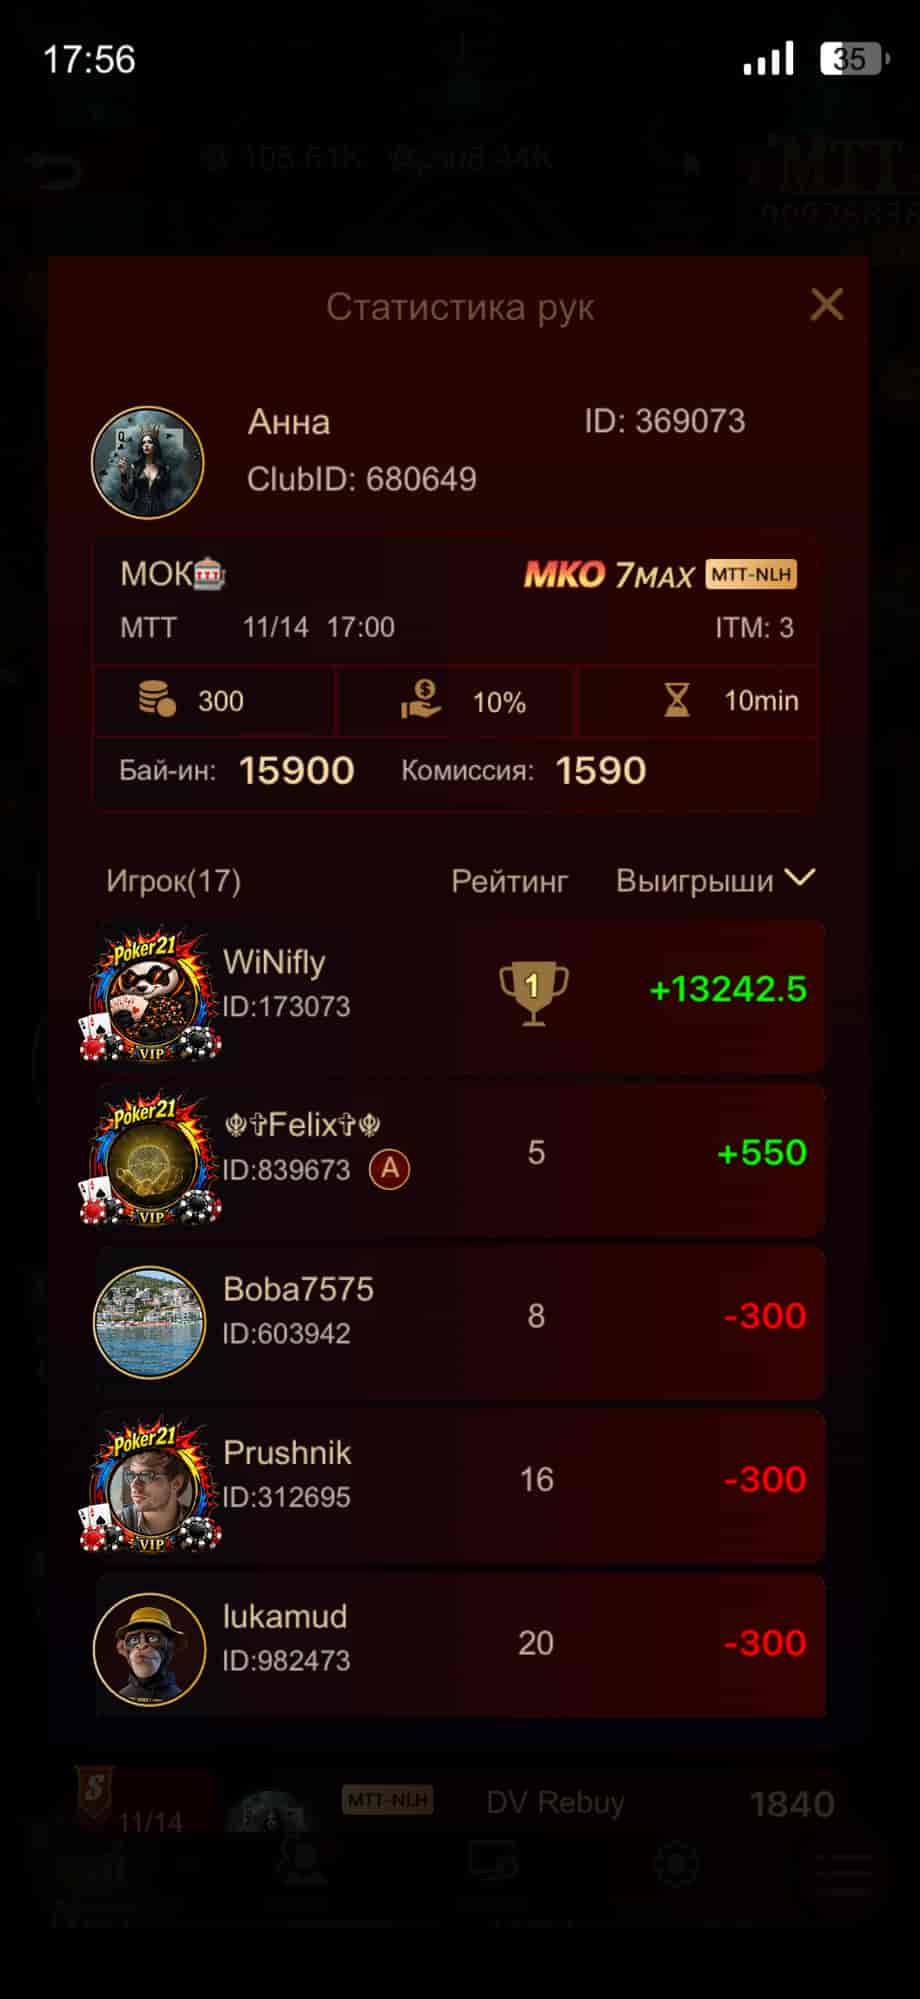 17:56
35
105.61K
MTT
Статистика рук
Анна
ID: 369073
ClubID: 680649
МОК
MKO 7MAX MTT-NLH
MTT 11/14 17:00 ITM: 3
300
10%
10min
Бай-ин: 15900 Комиссия: 1590
Игрок(17) Рейтинг Выигрыши
Poker21
VIP
WiNifly
ID:173073
1
+13242.5
Poker21
VIP
☬✞Felix✞☬
ID:839673 A
5
+550
Boba7575
ID:603942
8
-300
Poker21
VIP
Prushnik
ID:312695
16
-300
lukamud
ID:982473
20
-300
S
11/14
MTT-NLH
DV Rebuy
1840